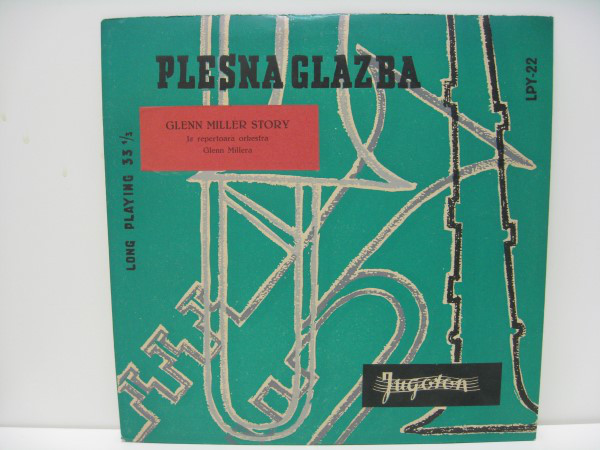 PLESNA GLAZBA
GLENN MILLER STORY
Iz repertoara orkestra
Glenn Millera
LONG PLAYING 33 1/3
LPY-22
Jugoton